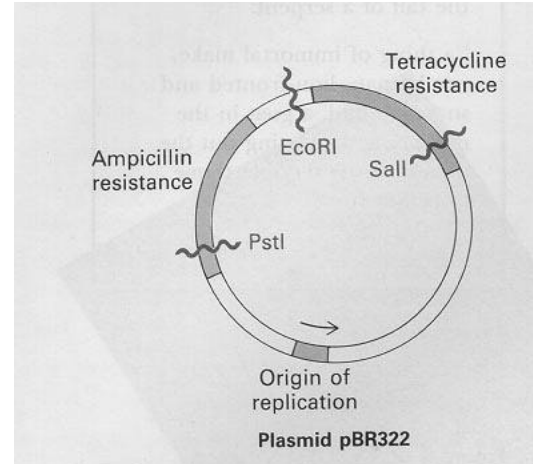 Tetracycline
resistance
EcoRI
SalI
Ampicillin
resistance
PstI
Origin of
replication
Plasmid pBR322